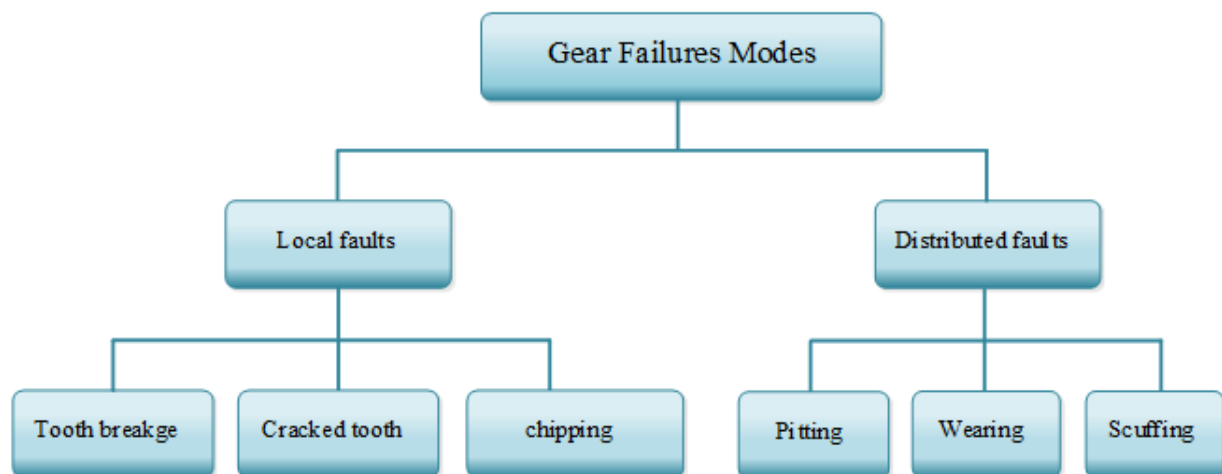 Gear Failures Modes
Local faults
Distributed faults
Tooth breakge
Cracked tooth
chipping
Pitting
Wearing
Scuffing